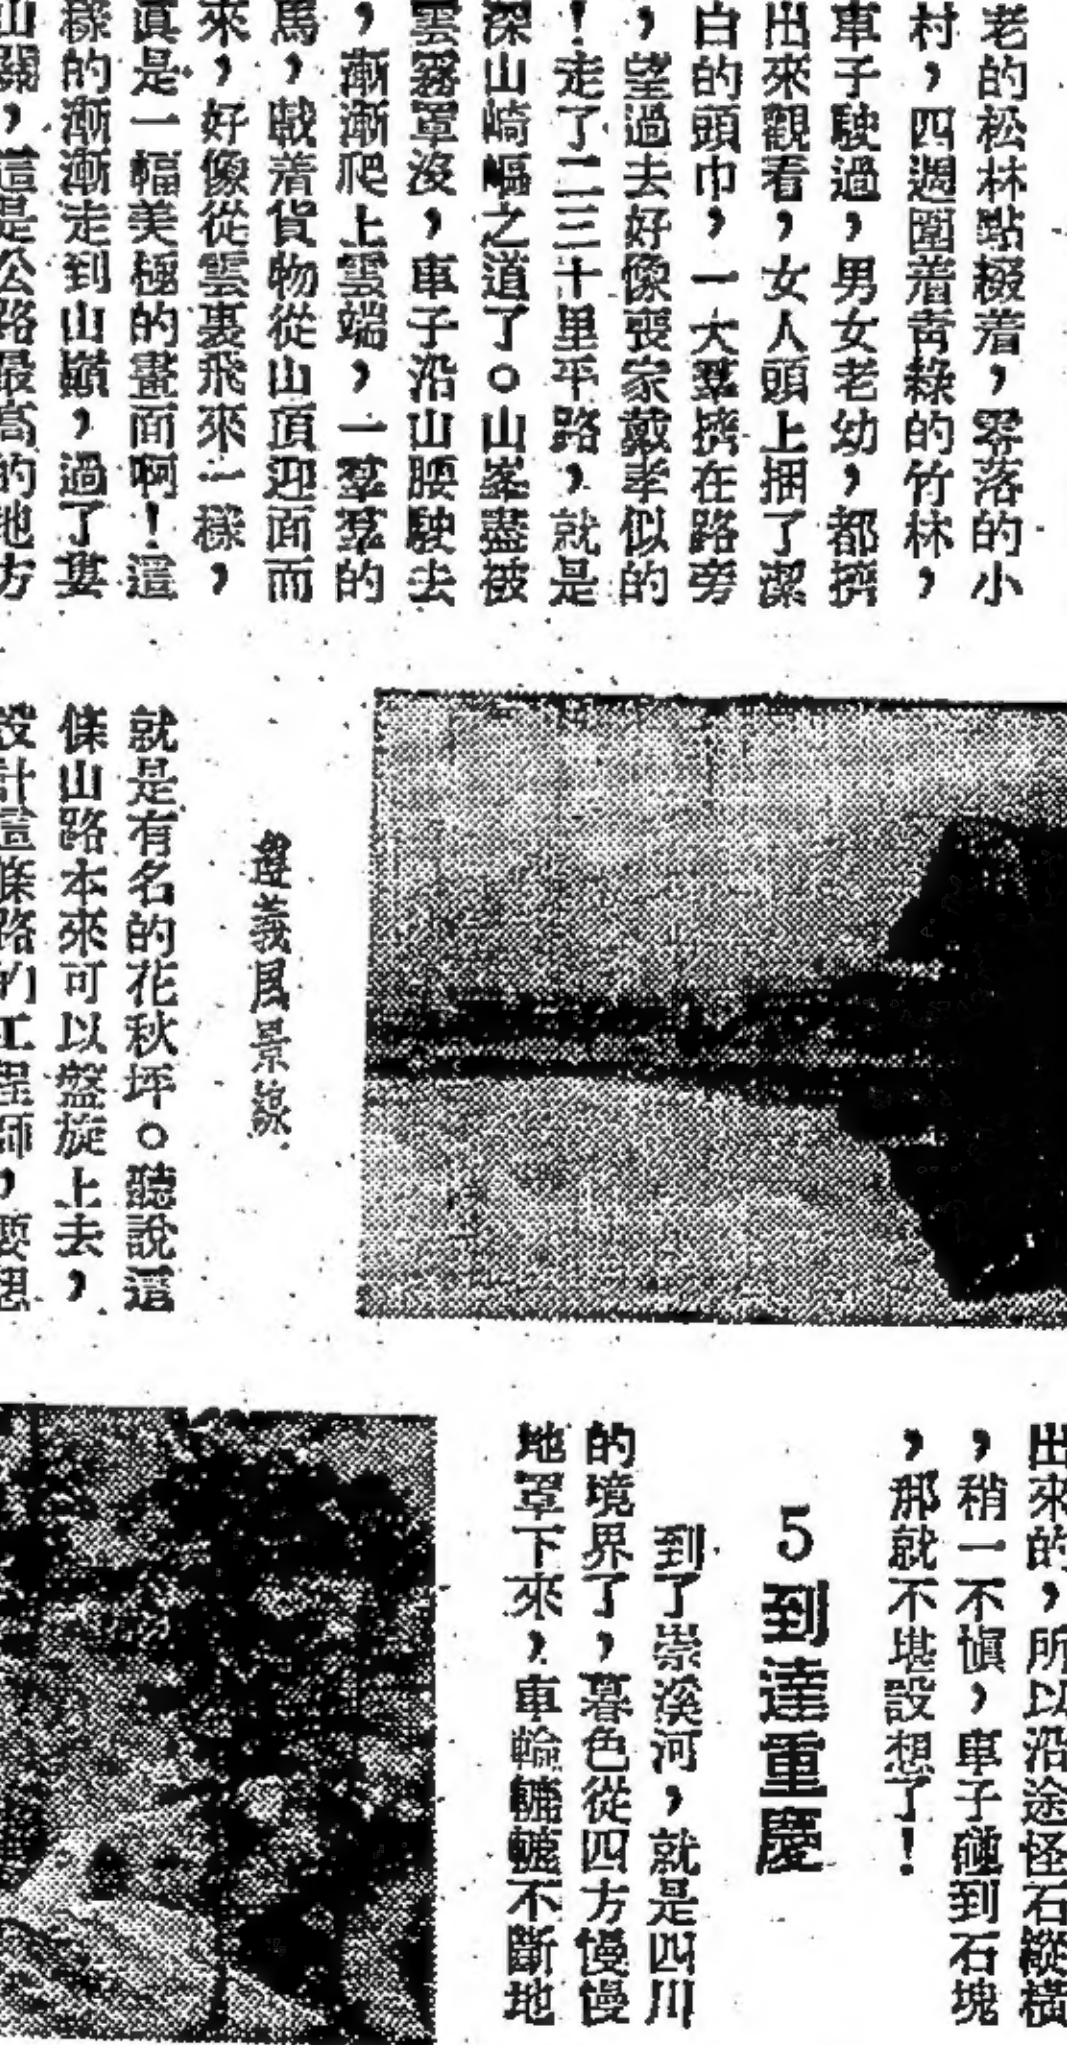 老的松林點綴着，零落的小
村，四週圍着青綠的竹林，
車子駛過，男女老幼，都擠
出來觀看，女人頭上捆了潔
白的頭巾，一大羣擠在路旁
，望過去好像喪家戴孝似的
！走了二三十里平路，就是
深山崎嶇之道了。山峯盡被
雲霧罩沒，車子沿山腰駛去
，漸漸爬上雲端，一羣羣的
馬，戴着貨物從山頂迎面而
來，好像從雲裏飛來一樣，
眞是一幅美極的畫面啊！這
樣的漸漸走到山嶺，過了婁
山關，這是公路最高的地方
遵義風景線
就是有名的花秋坪。聽說這
條山路本來可以盤旋上去，
設計這條路的工程師，要想
出來的，所以沿途怪石縱橫
，稍一不愼，車子碰到石塊
，那就不堪設想了！
5 到達重慶
到了崇溪河，就是四川
的境界了，暮色從四方慢慢
地罩下來，車輪轆轆不斷地